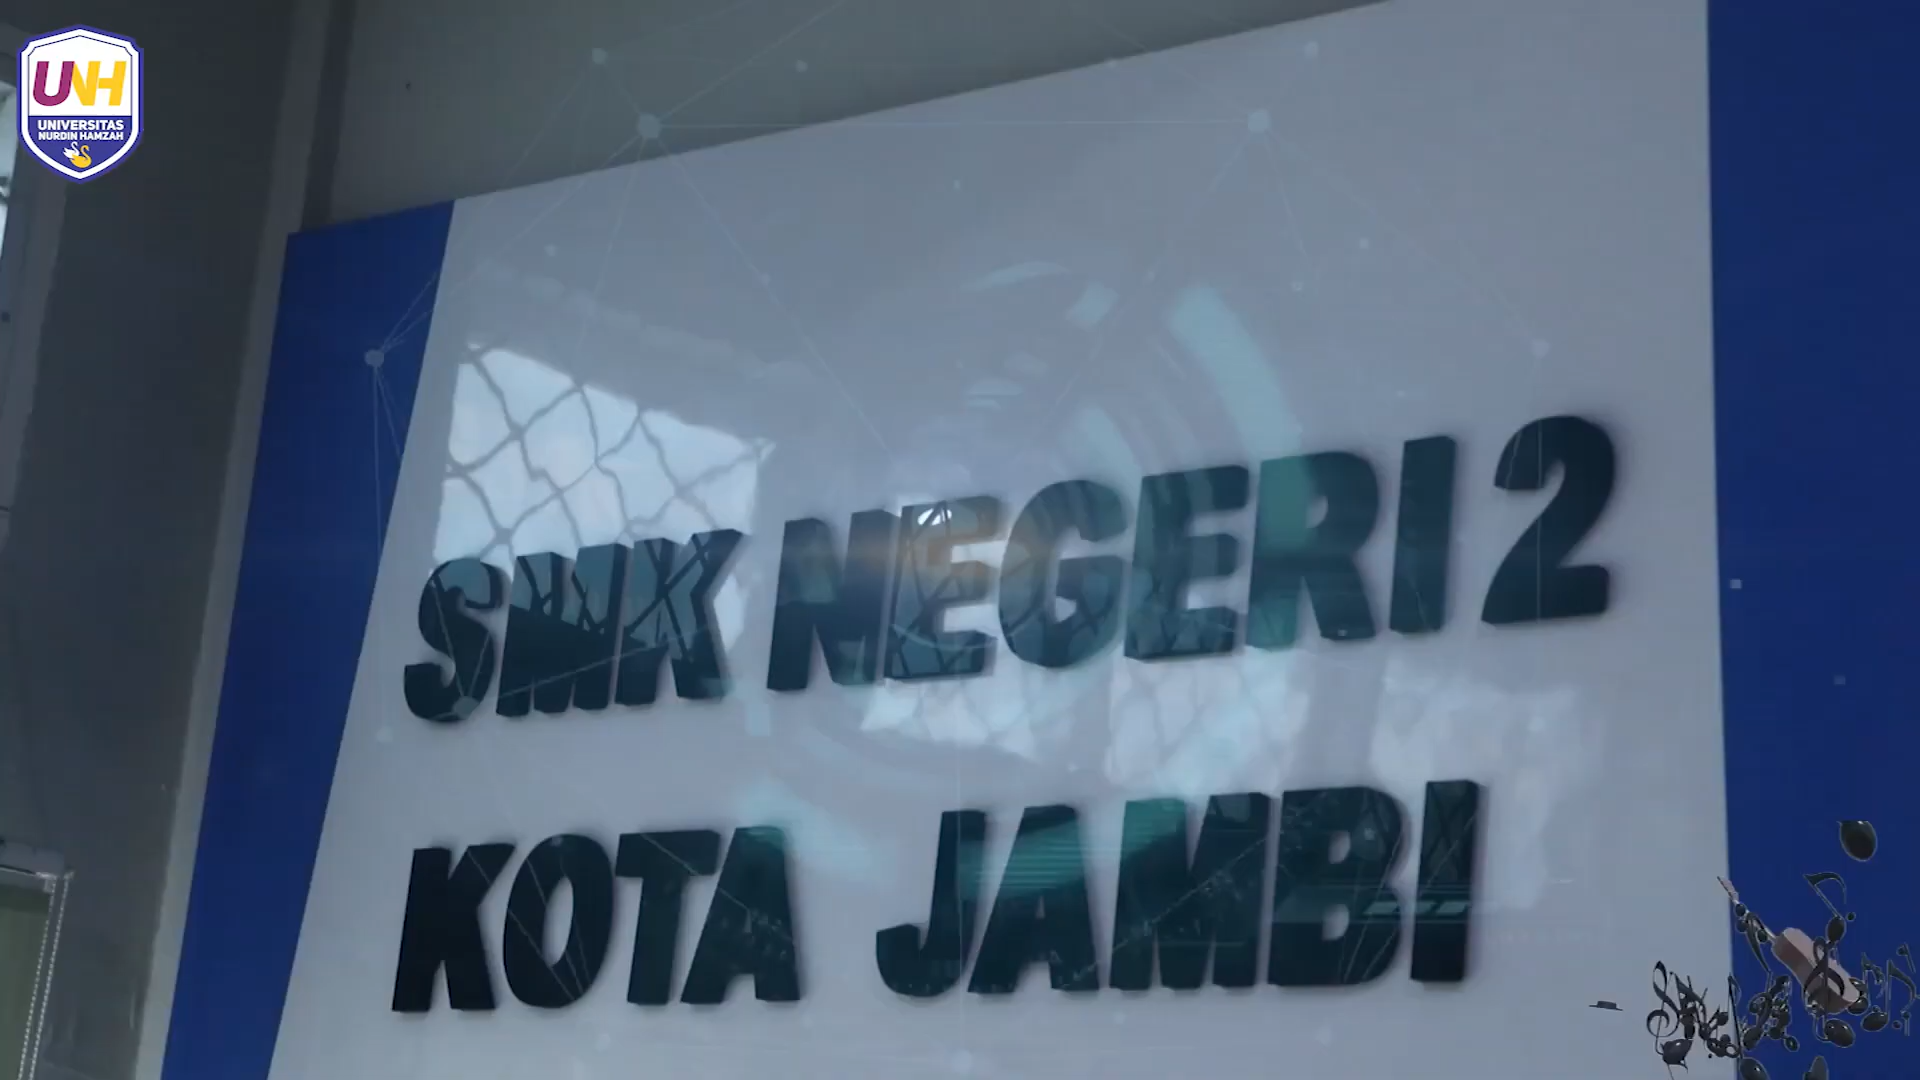 UNH
UNIVERSITAS
NURDIN HAMZAH
SMK NEGERI 2
KOTA JAMBI